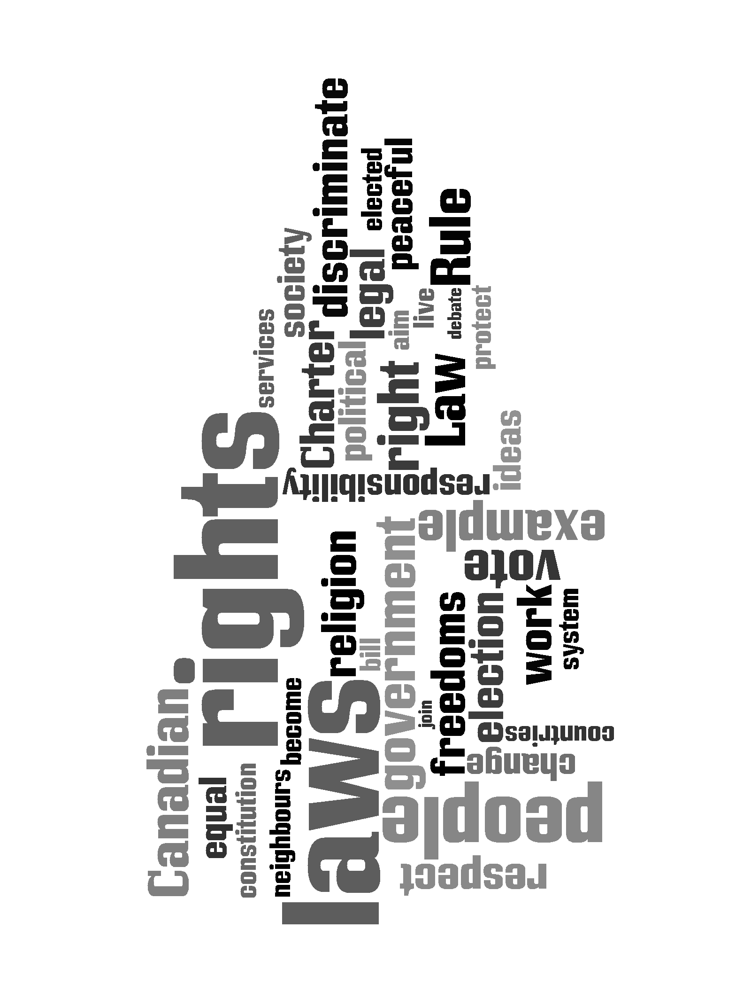 Canadian
rights
equal
constitution
neighbours
become
laws
religion
bill
government
people
respect
join
freedoms
election
change
countries
vote
work
system
example
responsibility
services
society
Charter
discriminate
political
legal
elected
peaceful
right
aim
live
Law
Rule
debate
protect
ideas